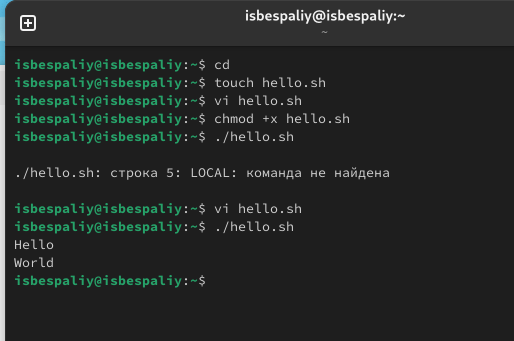 isbespaliy@isbespaliy:~
~
isbespaliy@isbespaliy:~$ cd
isbespaliy@isbespaliy:~$ touch hello.sh
isbespaliy@isbespaliy:~$ vi hello.sh
isbespaliy@isbespaliy:~$ chmod +x hello.sh
isbespaliy@isbespaliy:~$ ./hello.sh
./hello.sh: строка 5: LOCAL: команда не найдена
isbespaliy@isbespaliy:~$ vi hello.sh
isbespaliy@isbespaliy:~$ ./hello.sh
Hello
World
isbespaliy@isbespaliy:~$